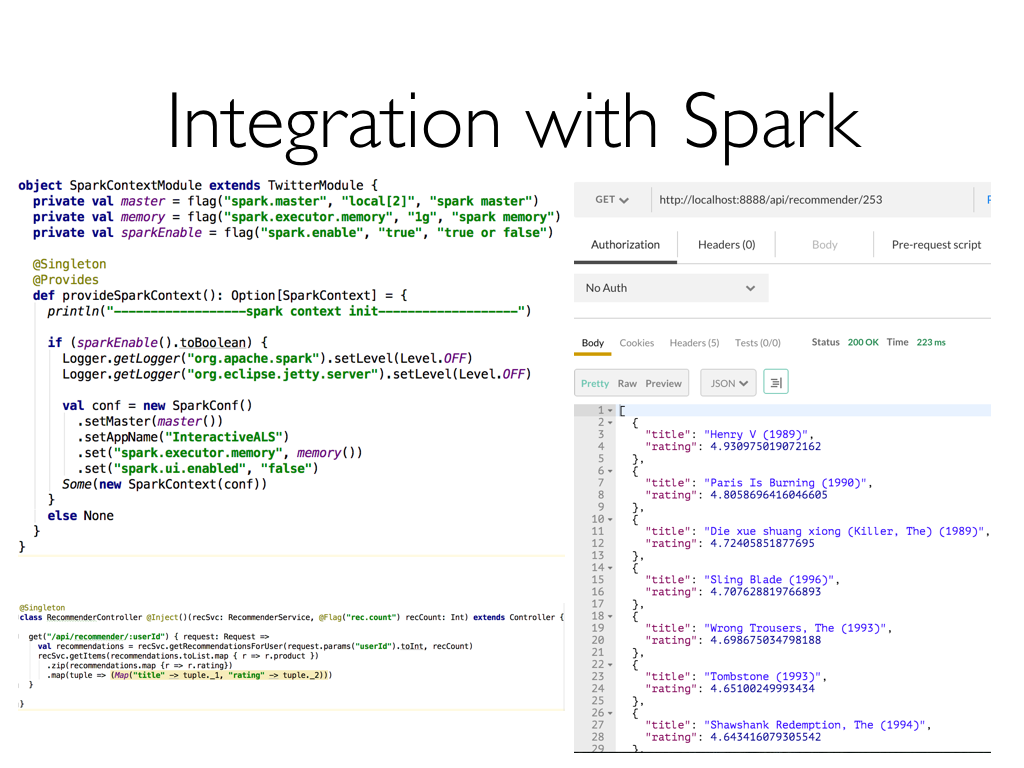 Integration with Spark
object SparkContextModule extends TwitterModule {
private val master = flag("spark.master", "local[2]", "spark master")
private val memory = flag("spark.executor.memory", "1g", "spark memory")
private val sparkEnable = flag("spark.enable", "true", "true or false")
@Singleton
@Provides
def provideSparkContext(): Option[SparkContext] = {
println("------------------spark context init-------------------")
if (sparkEnable().toBoolean) {
Logger.getLogger("org.apache.spark").setLevel(Level.OFF)
Logger.getLogger("org.eclipse.jetty.server").setLevel(Level.OFF)
val conf = new SparkConf()
.setMaster(master())
.setAppName("InteractiveALS")
.set("spark.executor.memory", memory())
.set("spark.ui.enabled", "false")
Some(new SparkContext(conf))
}
else None
}
}
@Singleton
class RecommenderController @Inject()(recSvc: RecommenderService, @Flag("rec.count") recCount: Int) extends Controller {
get("/api/recommender/:userId") { request: Request =>
val recommendations = recSvc.getRecommendationsForUser(request.params("userId").toInt, recCount)
recSvc.getItems(recommendations.toList.map { r => r.product })
.zip(recommendations.map {r => r.rating})
.map(tuple => (Map("title" -> tuple._1, "rating" -> tuple._2)))
}
}
GET http://localhost:8888/api/recommender/253
Authorization Headers (0) Body Pre-request script
No Auth
Body Cookies Headers (5) Tests (0/0) Status 200 OK Time 223 ms
Pretty Raw Preview JSON
1 [
2 {
3 "title": "Henry V (1989)",
4 "rating": 4.930975019072162
5 },
6 {
7 "title": "Paris Is Burning (1990)",
8 "rating": 4.8058696416046605
9 },
10 {
11 "title": "Die xue shuang xiong (Killer, The) (1989)",
12 "rating": 4.72405851877695
13 },
14 {
15 "title": "Sling Blade (1996)",
16 "rating": 4.707628819766893
17 },
18 {
19 "title": "Wrong Trousers, The (1993)",
20 "rating": 4.698675034798188
21 },
22 {
23 "title": "Tombstone (1993)",
24 "rating": 4.65100249993434
25 },
26 {
27 "title": "Shawshank Redemption, The (1994)",
28 "rating": 4.643416079305542
29 },